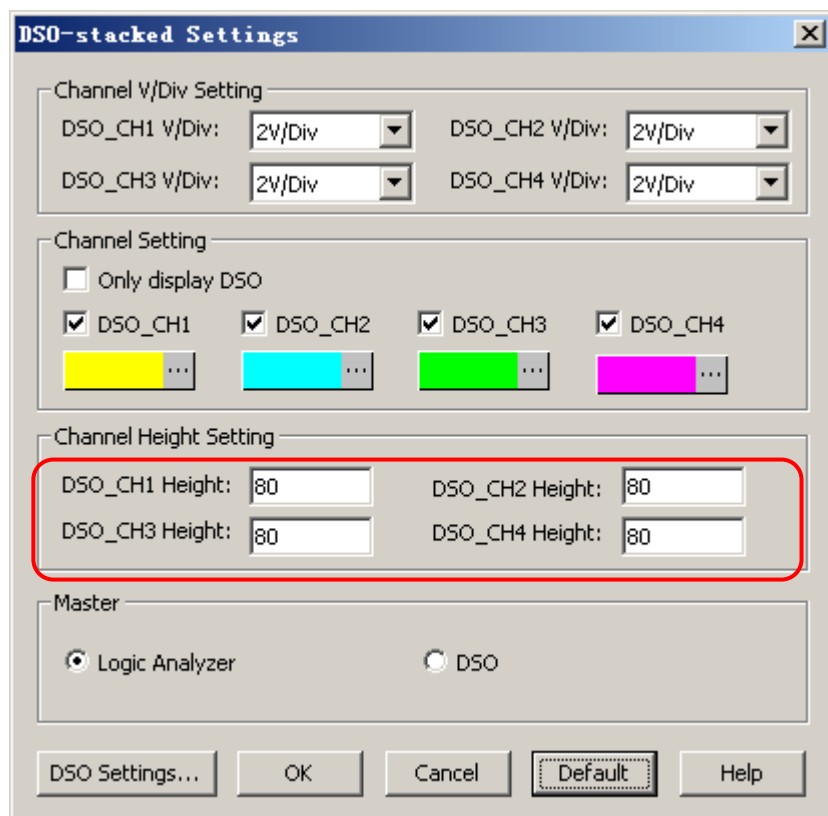 DSO-stacked Settings
Channel V/Div Setting
DSO_CH1 V/Div: 2V/Div DSO_CH2 V/Div: 2V/Div
DSO_CH3 V/Div: 2V/Div DSO_CH4 V/Div: 2V/Div
Channel Setting
Only display DSO
DSO_CH1 DSO_CH2 DSO_CH3 DSO_CH4
... ... ... ...
Channel Height Setting
DSO_CH1 Height: 80 DSO_CH2 Height: 80
DSO_CH3 Height: 80 DSO_CH4 Height: 80
Master
Logic Analyzer DSO
DSO Settings... OK Cancel Default Help